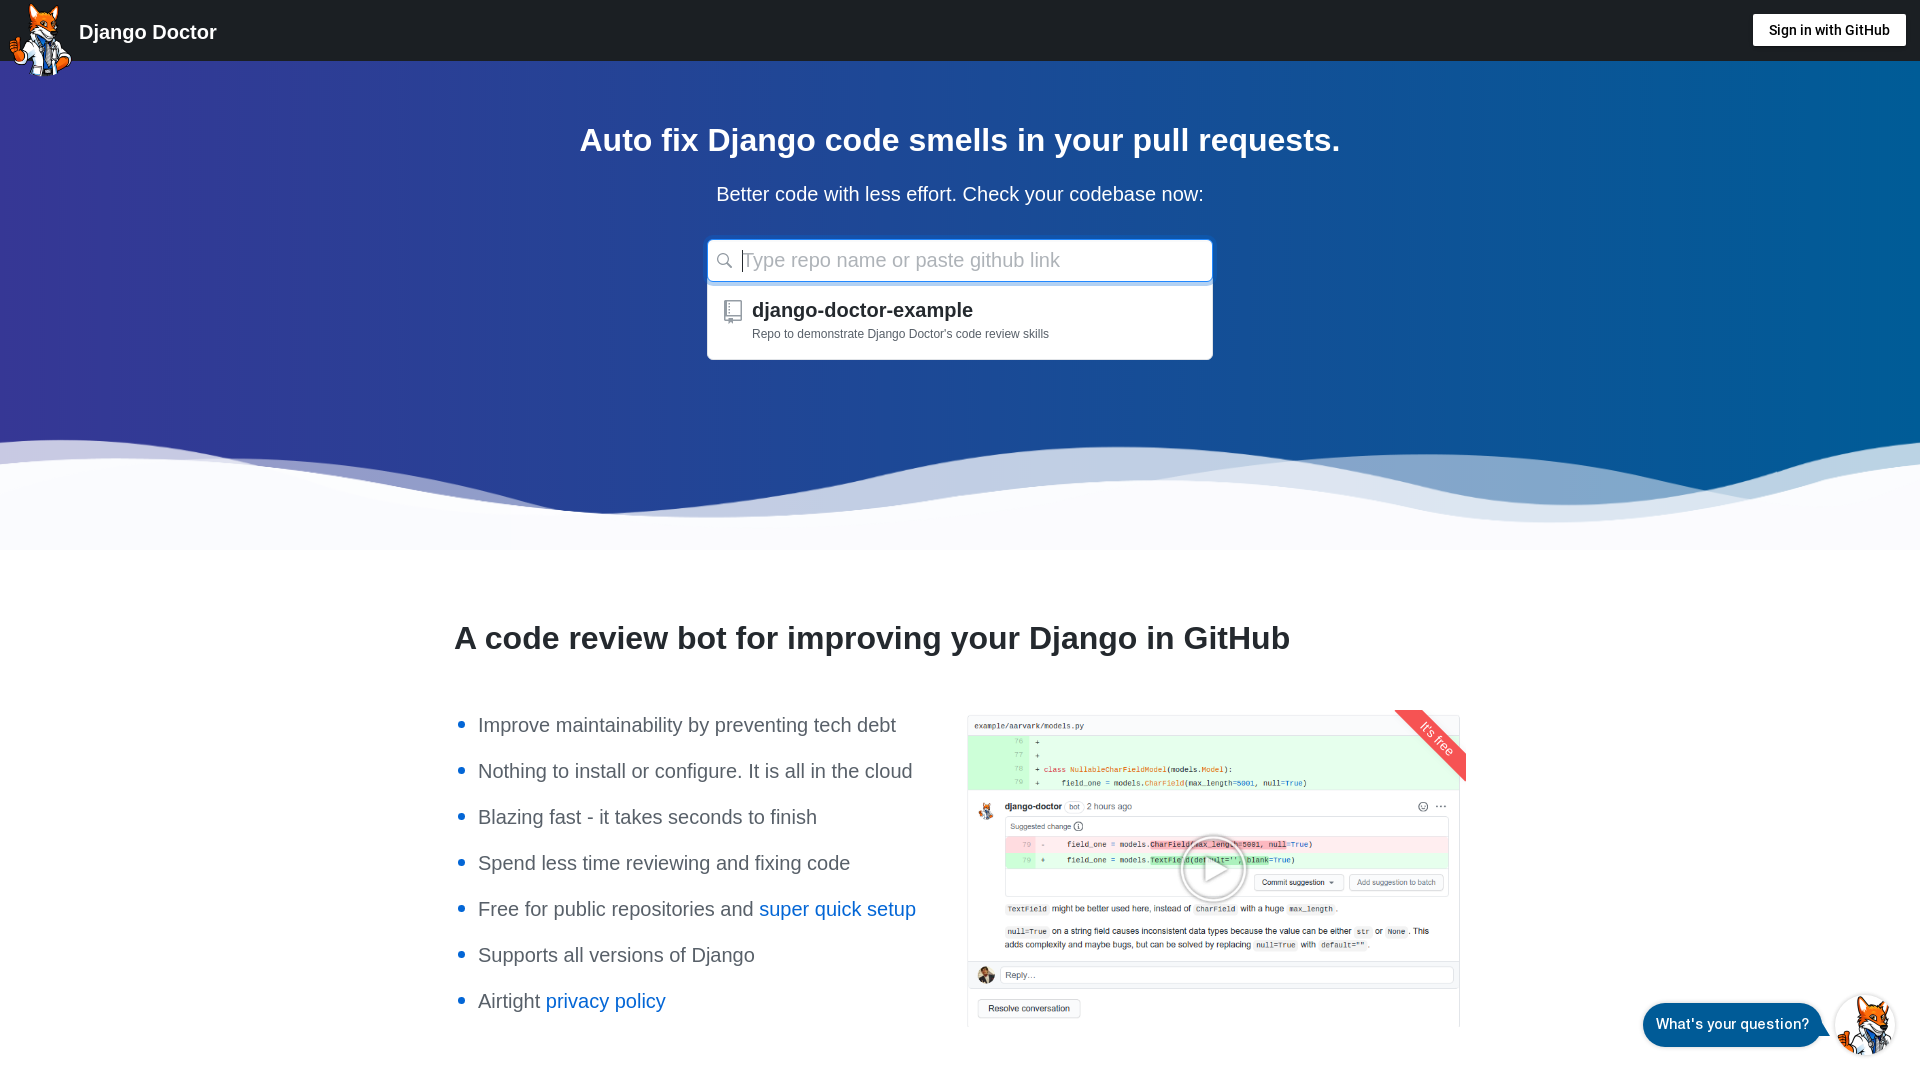 Django Doctor
Sign in with GitHub
Auto fix Django code smells in your pull requests.
Better code with less effort. Check your codebase now:
Type repo name or paste github link
django-doctor-example
Repo to demonstrate Django Doctor's code review skills
A code review bot for improving your Django in GitHub
Improve maintainability by preventing tech debt
Nothing to install or configure. It is all in the cloud
Blazing fast - it takes seconds to finish
Spend less time reviewing and fixing code
Free for public repositories and super quick setup
Supports all versions of Django
Airtight privacy policy
example/aarvark/models.py
It's free
76 +
77 +
78 + class NullableCharFieldModel(models.Model):
79 + field_one = models.CharField(max_length=5001, null=True)
django-doctor bot 2 hours ago
Suggested change
79 - field_one = models.CharField(max_length=5001, null=True)
79 + field_one = models.TextField(default='', blank=True)
Commit suggestion
Add suggestion to batch
TextField might be better used here, instead of CharField with a huge max_length.
null=True on a string field causes inconsistent data types because the value can be either str or None. This
adds complexity and maybe bugs, but can be solved by replacing null=True with default="".
Reply...
Resolve conversation
What's your question?